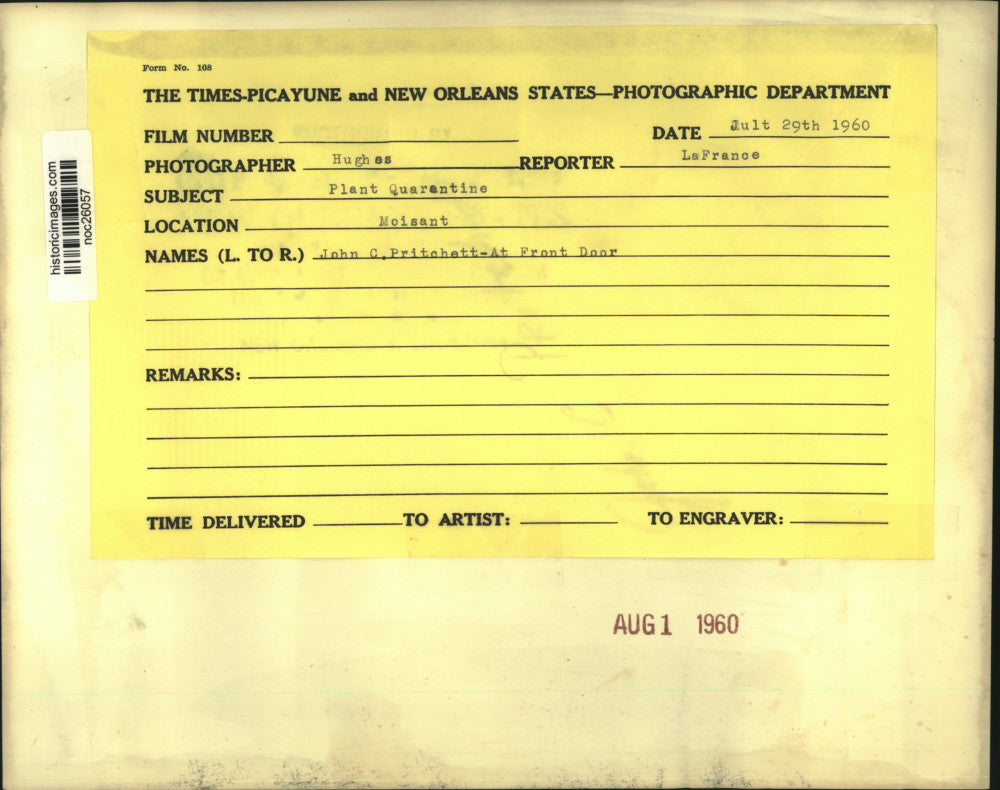 Form No. 108
THE TIMES-PICAYUNE and NEW ORLEANS STATES—PHOTOGRAPHIC DEPARTMENT
FILM NUMBER DATE Jult 29th 1960
PHOTOGRAPHER Hughes REPORTER LaFrance
SUBJECT Plant Quarantine
LOCATION Moisant
NAMES (L. TO R.) John C.Pritchett-At Front Door
REMARKS:
TIME DELIVERED TO ARTIST: TO ENGRAVER:
AUG 1 1960
historicimages.com
noc26057